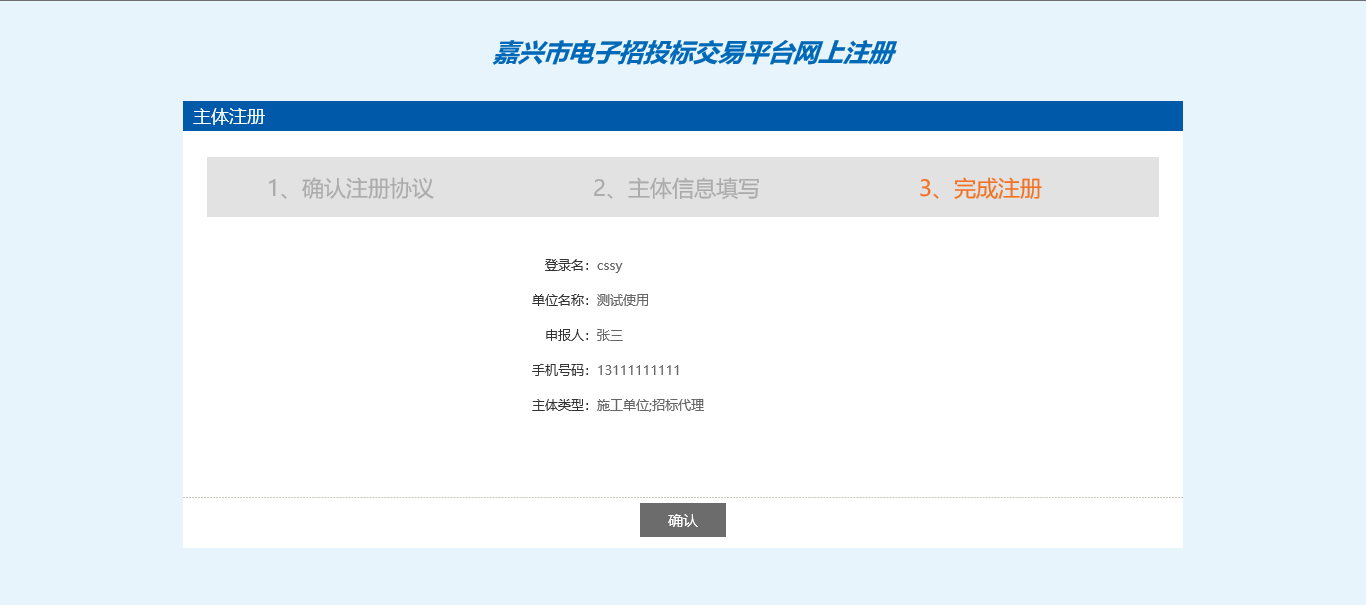 嘉兴市电子招投标交易平台网上注册
主体注册
1、确认注册协议 2、主体信息填写 3、完成注册
登录名：cssy
单位名称：测试使用
申报人：张三
手机号码：13111111111
主体类型：施工单位;招标代理
确认